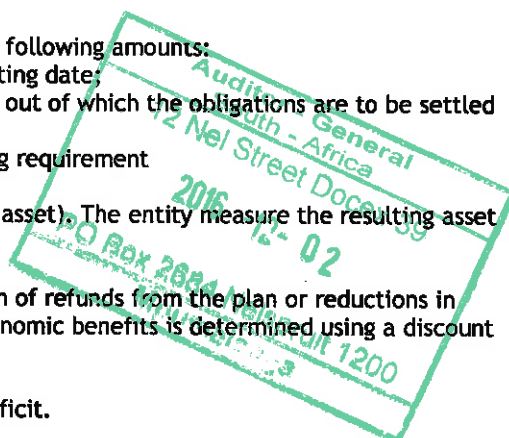 following amounts:
ting date;
out of which the obligations are to be settled
g requirement
asset). The entity measure the resulting asset
n of refunds from the plan or reductions in
onomic benefits is determined using a discount
ficit.
General
South - Africa
12 Nel Street Docex 39
2016 - 12- 02
PO Box
1200